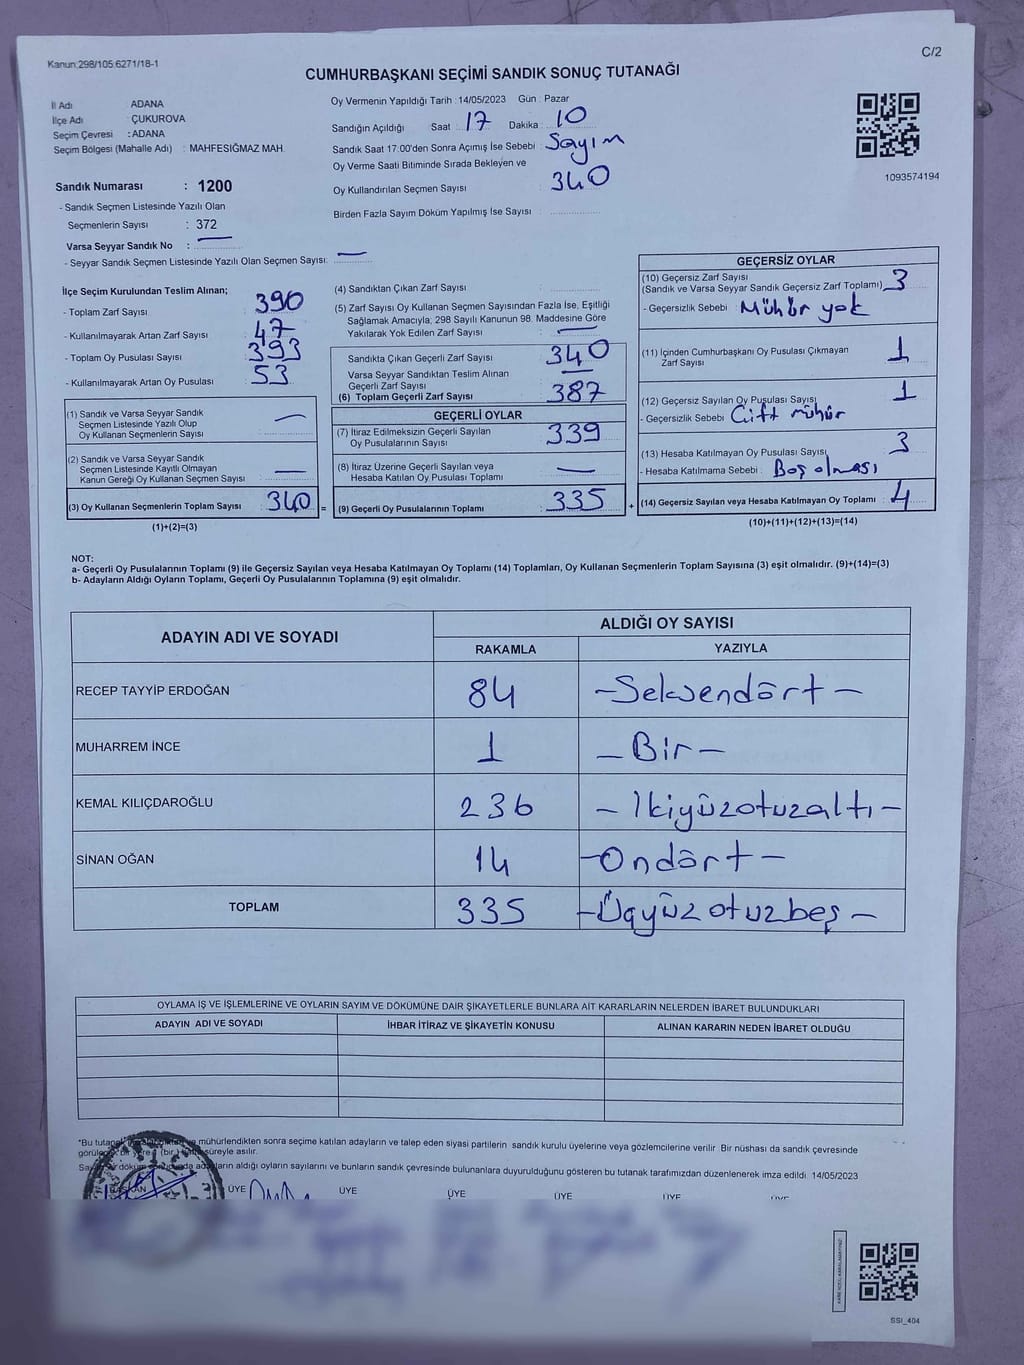 Kanun:298/105;6271/18-1
C/2
CUMHURBAŞKANI SEÇİMİ SANDIK SONUÇ TUTANAĞI
İl Adı ADANA
İlçe Adı : ÇUKUROVA
Seçim Çevresi : ADANA
Seçim Bölgesi (Mahalle Adı) : MAHFESIĞMAZ MAH.
Oy Vermenin Yapıldığı Tarih : 14/05/2023 Gün : Pazar
Sandığın Açıldığı Saat : 17 Dakika : 10
Sandık Saat 17:00'den Sonra Açımış İse Sebebi : Sayım
Oy Verme Saati Bitiminde Sırada Bekleyen ve
Oy Kullandırılan Seçmen Sayısı : 340
Birden Fazla Sayım Döküm Yapılmış İse Sayısı :
1093574194
Sandık Numarası : 1200
- Sandık Seçmen Listesinde Yazılı Olan
Seçmenlerin Sayısı : 372
Varsa Seyyar Sandık No : —
- Seyyar Sandık Seçmen Listesinde Yazılı Olan Seçmen Sayısı: —
İlçe Seçim Kurulundan Teslim Alınan;
- Toplam Zarf Sayısı : 390
- Kullanılmayarak Artan Zarf Sayısı : 47
- Toplam Oy Pusulası Sayısı : 393
- Kullanılmayarak Artan Oy Pusulası : 53
(1) Sandık ve Varsa Seyyar Sandık
Seçmen Listesinde Yazılı Olup
Oy Kullanan Seçmenlerin Sayısı : —
(2) Sandık ve Varsa Seyyar Sandık
Seçmen Listesinde Kayıtlı Olmayan
Kanun Gereği Oy Kullanan Seçmen Sayısı : —
(3) Oy Kullanan Seçmenlerin Toplam Sayısı : 340 =
(1)+(2)=(3)
(4) Sandıktan Çıkan Zarf Sayısı :
(5) Zarf Sayısı Oy Kullanan Seçmen Sayısından Fazla İse, Eşitliği
Sağlamak Amacıyla; 298 Sayılı Kanunun 98. Maddesine Göre
Yakılarak Yok Edilen Zarf Sayısı : —
Sandıkta Çıkan Geçerli Zarf Sayısı : 340
Varsa Seyyar Sandıktan Teslim Alınan
Geçerli Zarf Sayısı : —
(6) Toplam Geçerli Zarf Sayısı : 387
GEÇERLİ OYLAR
(7) İtiraz Edilmeksizin Geçerli Sayılan
Oy Pusulalarının Sayısı : 339
(8) İtiraz Üzerine Geçerli Sayılan veya
Hesaba Katılan Oy Pusulası Toplamı : —
(9) Geçerli Oy Pusulalarının Toplamı : 335 +
GEÇERSİZ OYLAR
(10) Geçersiz Zarf Sayısı
(Sandık ve Varsa Seyyar Sandık Geçersiz Zarf Toplamı) : 3
- Geçersizlik Sebebi : Mühür yok
(11) İçinden Cumhurbaşkanı Oy Pusulası Çıkmayan
Zarf Sayısı : 1
(12) Geçersiz Sayılan Oy Pusulası Sayısı : 1
- Geçersizlik Sebebi : Çift mühür
(13) Hesaba Katılmayan Oy Pusulası Sayısı : 3
- Hesaba Katılmama Sebebi : Boş olması
(14) Geçersiz Sayılan veya Hesaba Katılmayan Oy Toplamı : 4
(10)+(11)+(12)+(13)=(14)
NOT:
a- Geçerli Oy Pusulalarının Toplamı (9) ile Geçersiz Sayılan veya Hesaba Katılmayan Oy Toplamı (14) Toplamları, Oy Kullanan Seçmenlerin Toplam Sayısına (3) eşit olmalıdır. (9)+(14)=(3)
b- Adayların Aldığı Oyların Toplamı, Geçerli Oy Pusulalarının Toplamına (9) eşit olmalıdır.
ADAYIN ADI VE SOYADI ALDIĞI OY SAYISI
RAKAMLA YAZIYLA
RECEP TAYYİP ERDOĞAN 84 -Seksendört-
MUHARREM İNCE 1 -Bir-
KEMAL KILIÇDAROĞLU 236 -İkiyüzotuzaltı-
SİNAN OĞAN 14 -Ondört-
TOPLAM 335 -Üçyüzotuzbeş-
OYLAMA İŞ VE İŞLEMLERİNE VE OYLARIN SAYIM VE DÖKÜMÜNE DAİR ŞİKAYETLERLE BUNLARA AİT KARARLARIN NELERDEN İBARET BULUNDUKLARI
ADAYIN ADI VE SOYADI İHBAR İTİRAZ VE ŞİKAYETİN KONUSU ALINAN KARARIN NEDEN İBARET OLDUĞU
*Bu mühürlendikten sonra seçime katılan adayların ve talep eden siyasi partilerin sandık kurulu üyelerine veya gözlemcilerine verilir. Bir nüshası da sandık çevresinde
(bir) süreyle asılır.
aldığı oyların sayılarını ve bunların sandık çevresinde bulunanlara duyurulduğunu gösteren bu tutanak tarafımızdan düzenlenerek imza edildi. 14/05/2023
BAŞKAN ÜYE ÜYE ÜYE ÜYE ÜYE ÜYE
SSI_404